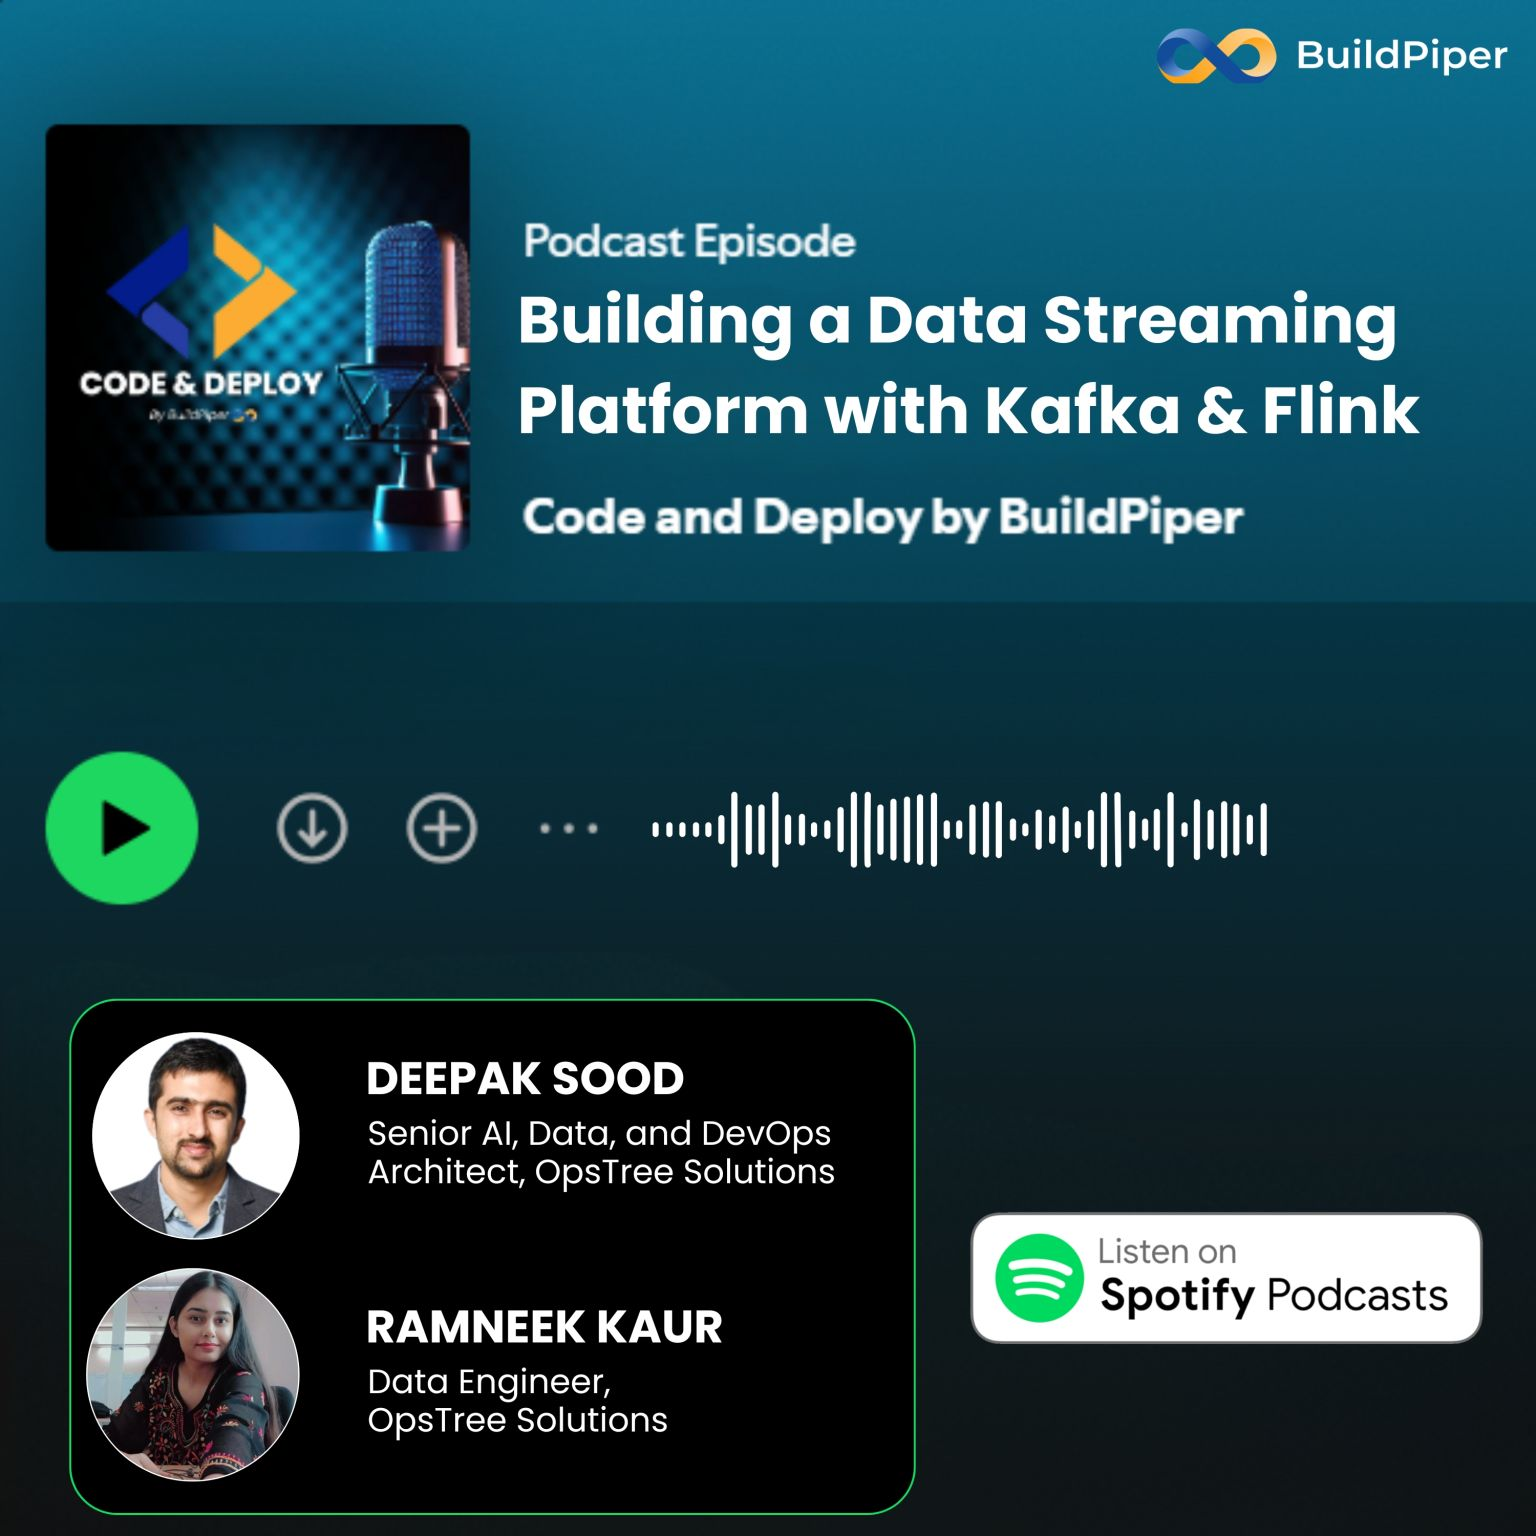 BuildPiper
CODE & DEPLOY
By BuildPiper
Podcast Episode
Building a Data Streaming
Platform with Kafka & Flink
Code and Deploy by BuildPiper
DEEPAK SOOD
Senior AI, Data, and DevOps
Architect, OpsTree Solutions
RAMNEEK KAUR
Data Engineer,
OpsTree Solutions
Listen on
Spotify Podcasts